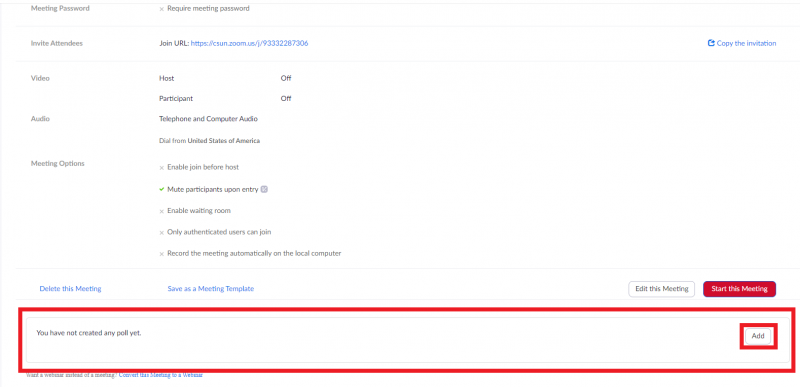 Meeting Password × Require meeting password
Invite Attendees Join URL: https://csun.zoom.us/j/93332287306 Copy the invitation
Video Host Off
Participant Off
Audio Telephone and Computer Audio
Dial from United States of America
Meeting Options × Enable join before host
✓ Mute participants upon entry
× Enable waiting room
× Only authenticated users can join
× Record the meeting automatically on the local computer
Delete this Meeting Save as a Meeting Template Edit this Meeting Start this Meeting
You have not created any poll yet. Add
Want a webinar instead of a meeting? Convert this Meeting to a Webinar